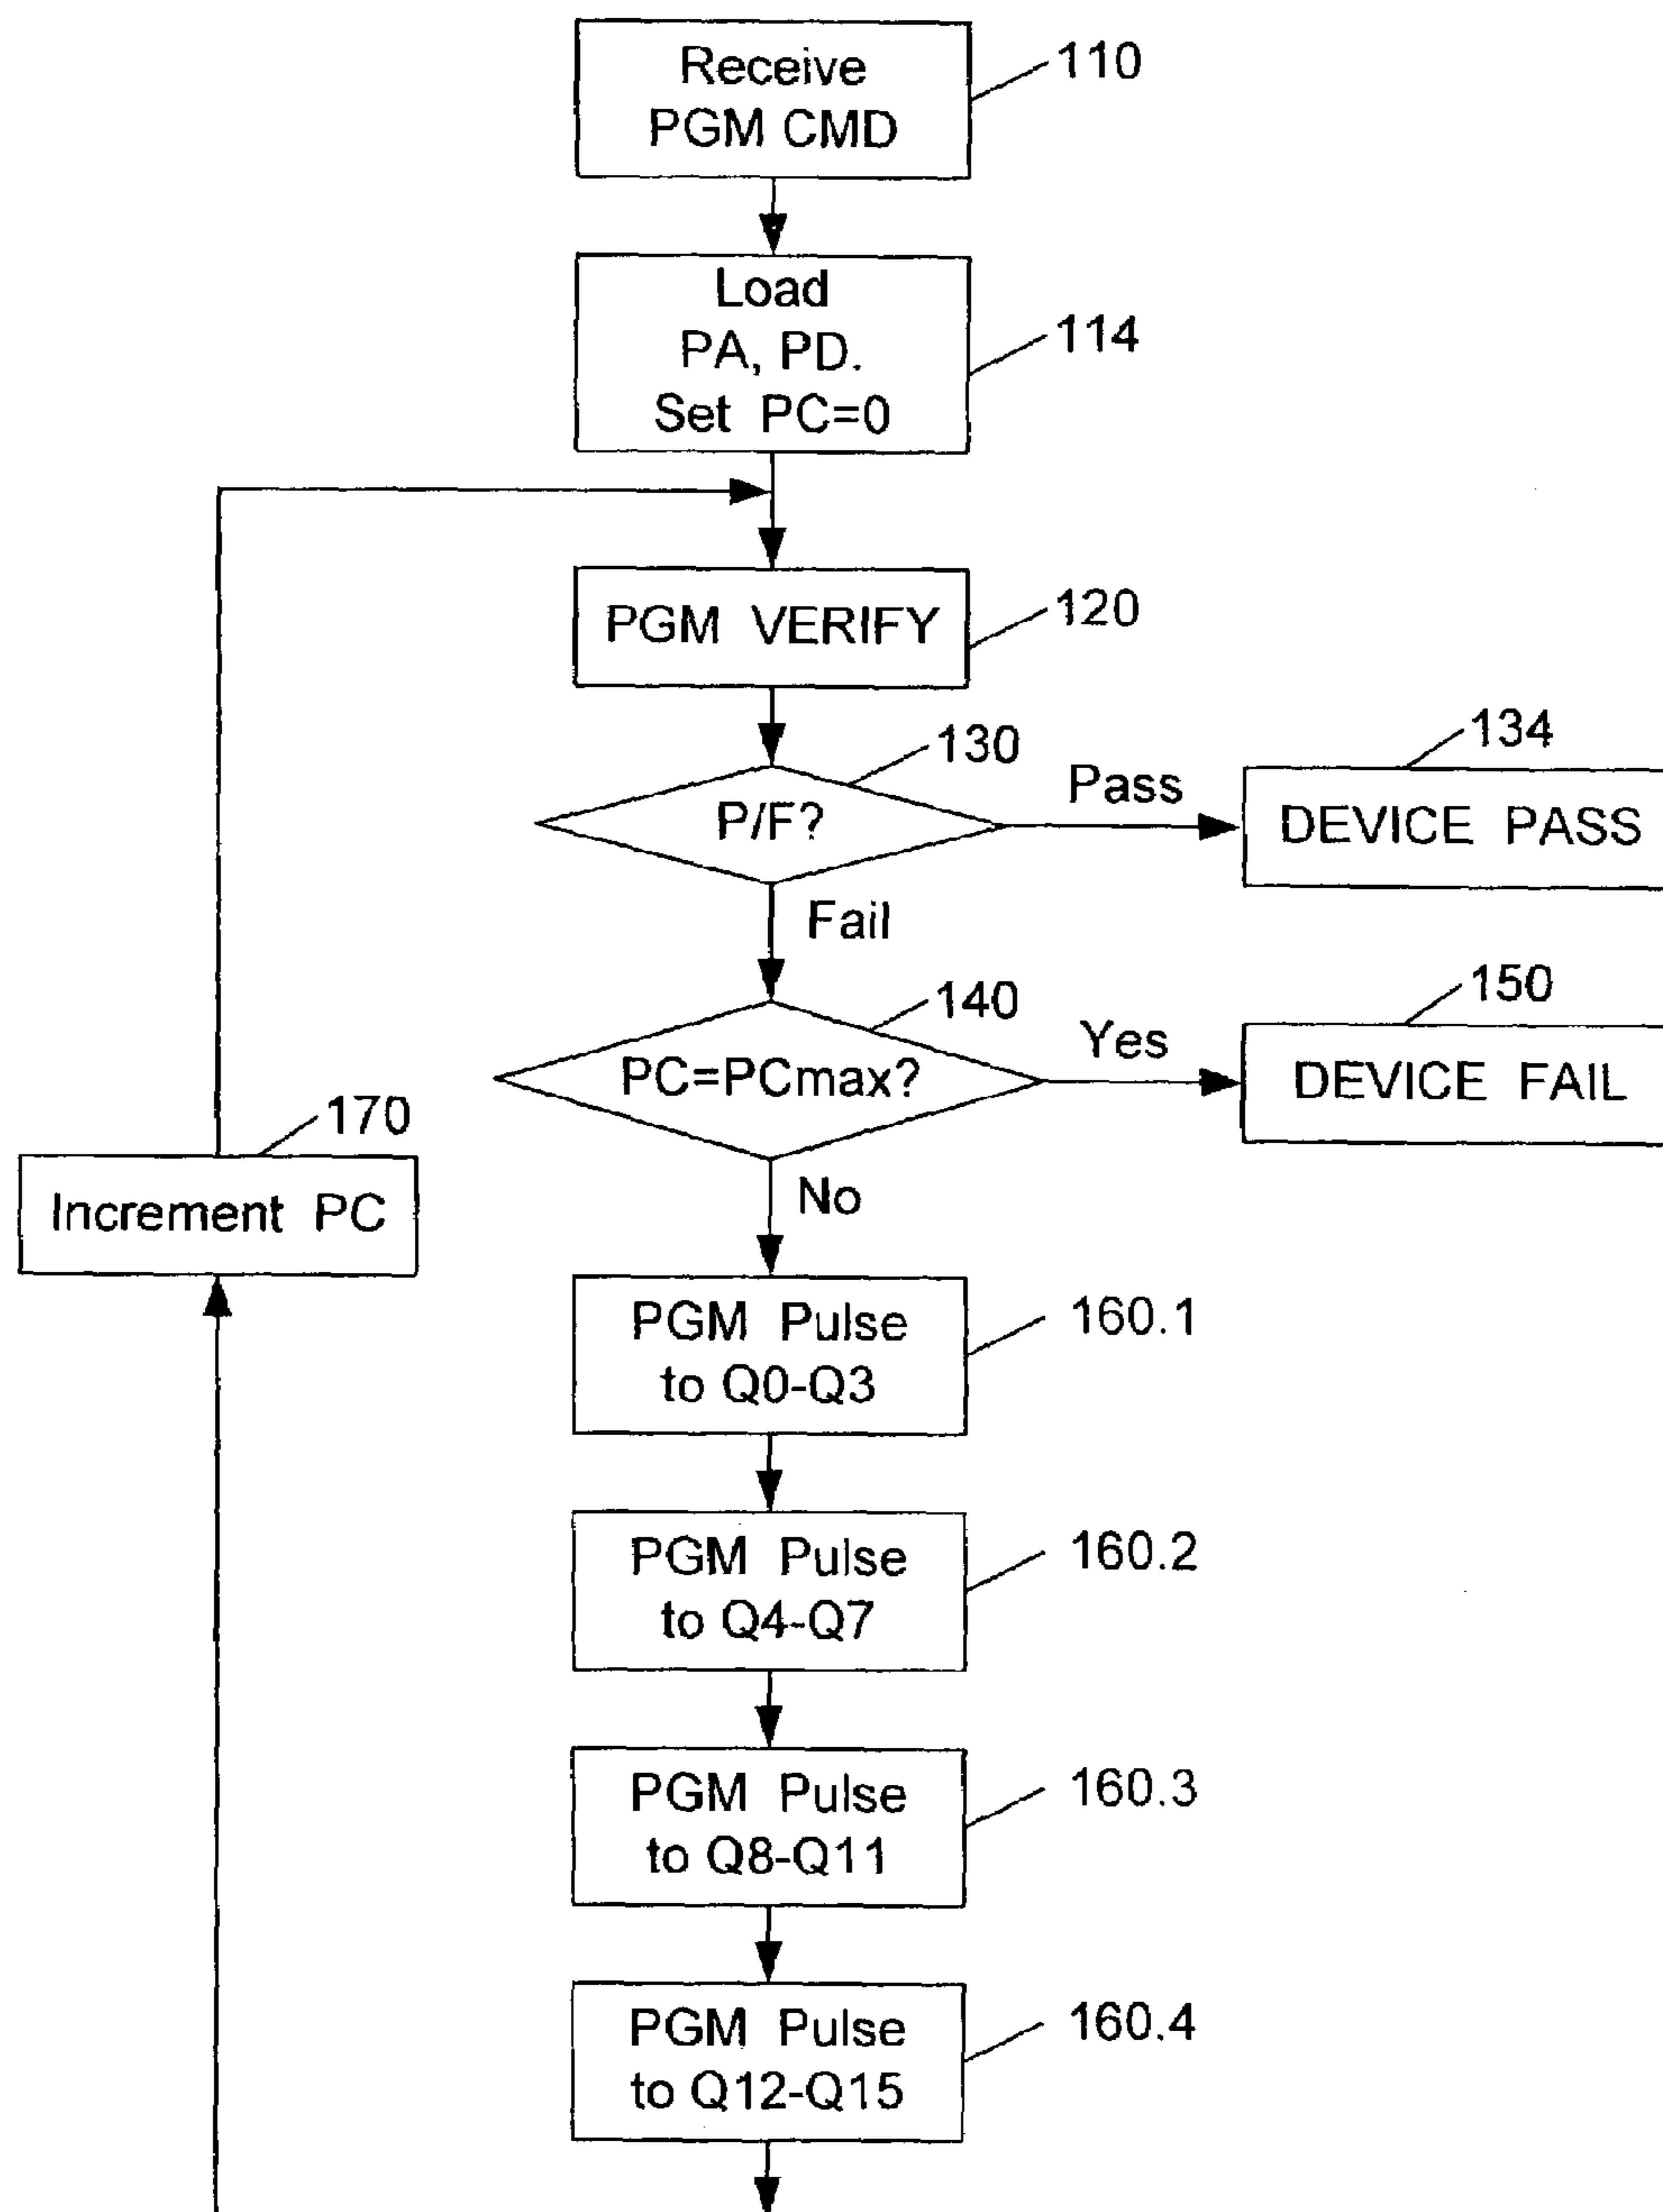 Receive
PGM CMD
110
Load
PA, PD.
Set PC=0
114
PGM VERIFY
120
P/F?
130
Pass
134
DEVICE PASS
Fail
PC=PCmax?
140
Yes
150
DEVICE FAIL
170
Increment PC
No
PGM Pulse
to Q0-Q3
160.1
PGM Pulse
to Q4-Q7
160.2
PGM Pulse
to Q8-Q11
160.3
PGM Pulse
to Q12-Q15
160.4